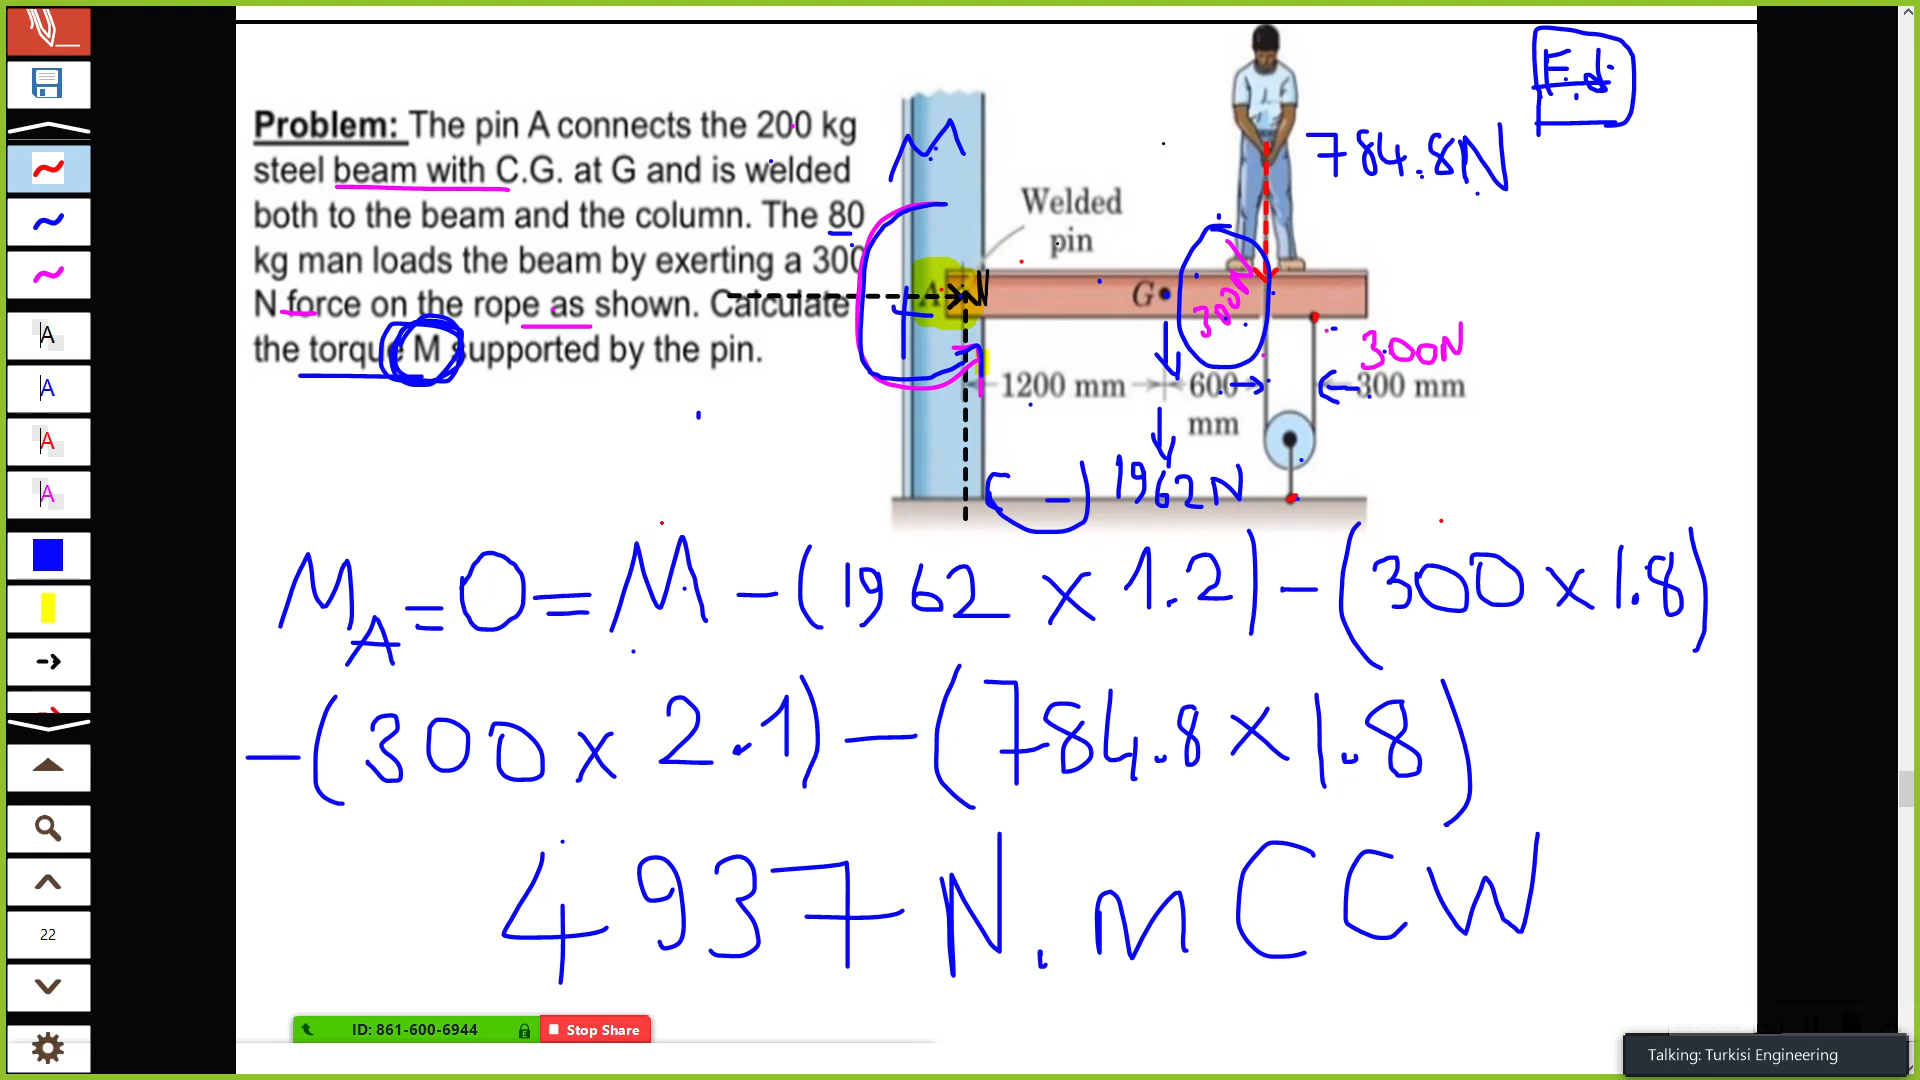 Problem: The pin A connects the 200 kg
steel beam with C.G. at G and is welded
both to the beam and the column. The 80
kg man loads the beam by exerting a 300
N force on the rope as shown. Calculate
the torque M supported by the pin.
F.d
784.8N
M
Welded
pin
A
N
G
300N
+
300N
1200 mm
600
mm
300 mm
-
1962N
MA=0=M-(1962×1.2)-(300×1.8)
-(300×2.1)-(784.8×1.8)
4937N.m CCW
A
A
A
A
22
ID: 861-600-6944
Stop Share
Talking: Turkisi Engineering